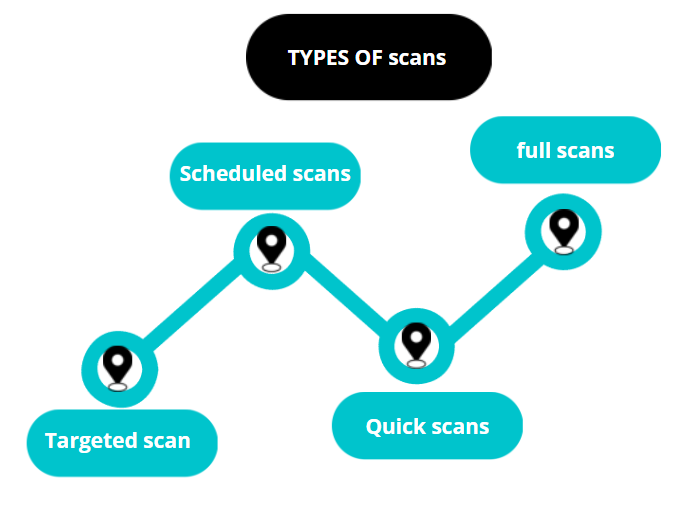 TYPES OF scans
full scans
Scheduled scans
Quick scans
Targeted scan